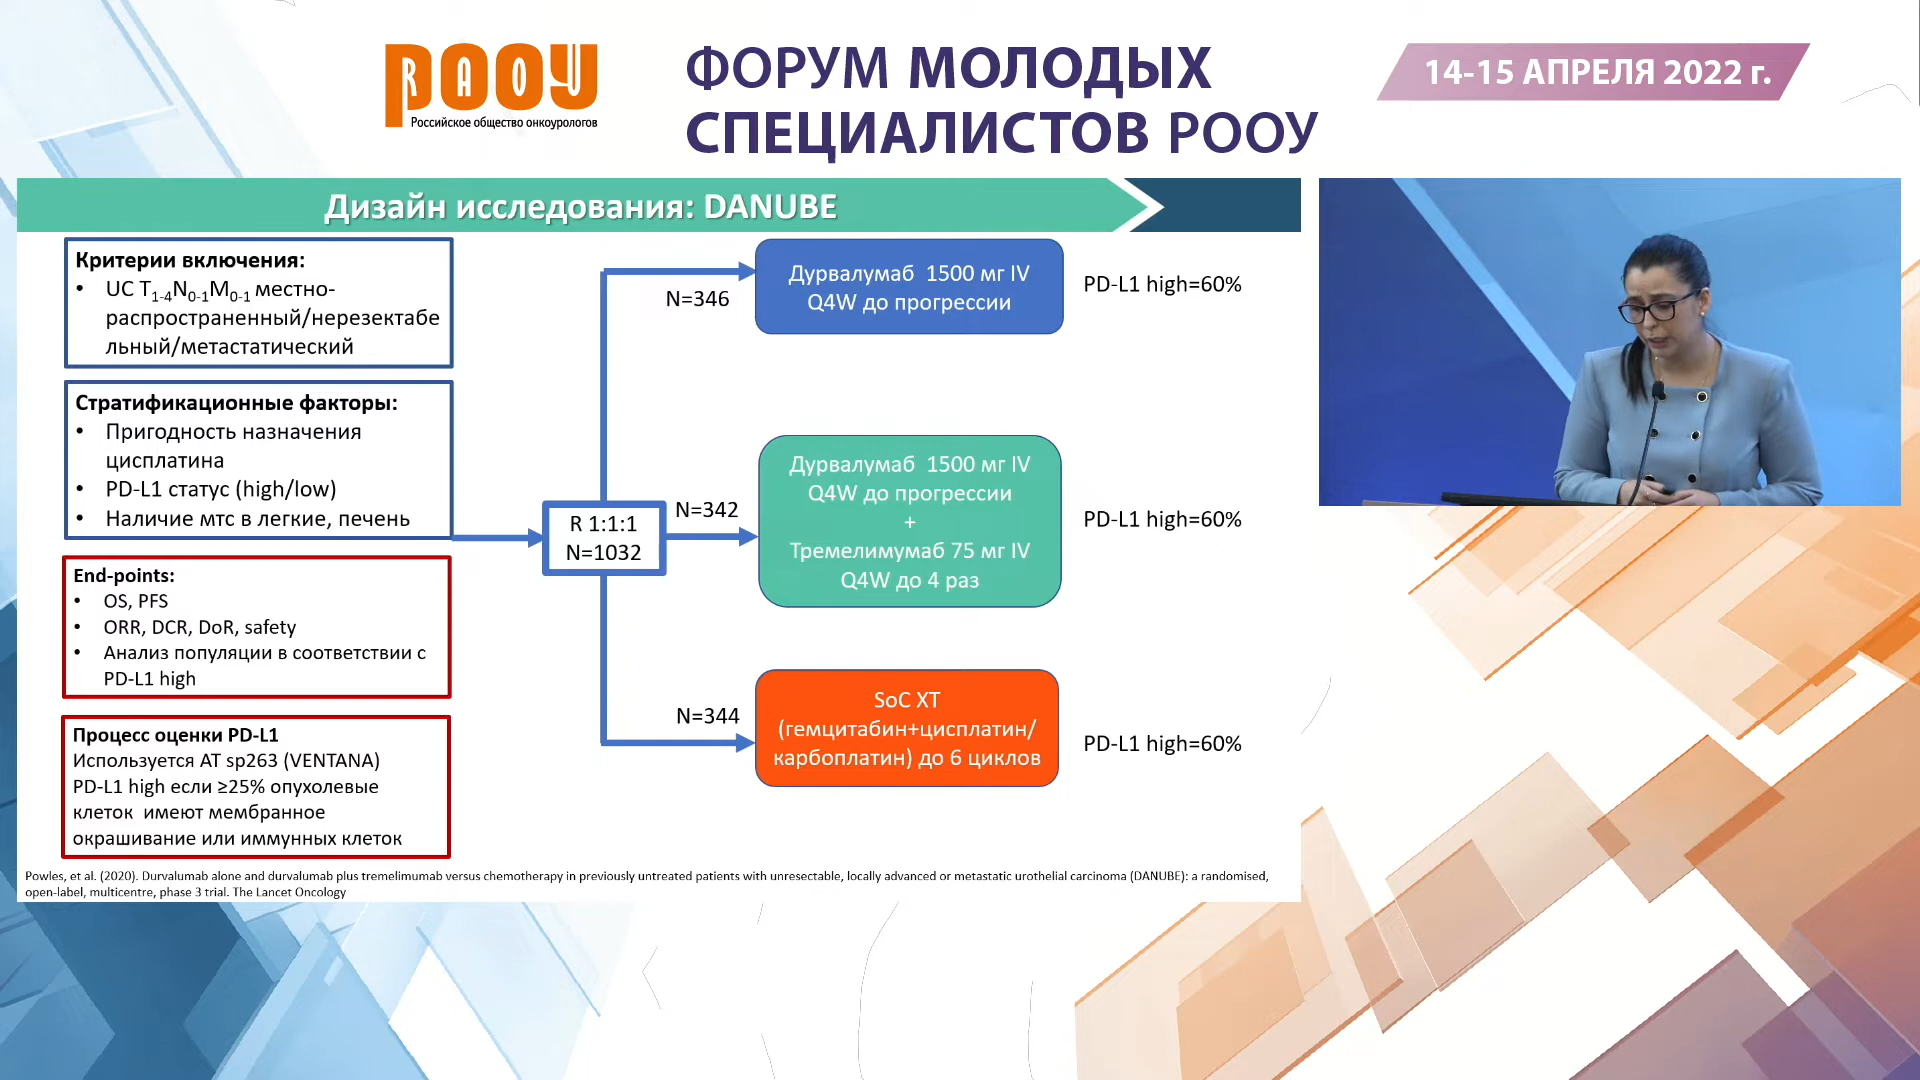 RAOU
РООУ
Российское общество онкоурологов
ФОРУМ МОЛОДЫХ
СПЕЦИАЛИСТОВ РООУ
14-15 АПРЕЛЯ 2022 г.
Дизайн исследования: DANUBE
Критерии включения:
• UC T1-4N0-1M0-1 местно-
распространенный/нерезектабе
льный/метастатический
Стратификационные факторы:
• Пригодность назначения
цисплатина
• PD-L1 статус (high/low)
• Наличие мтс в легкие, печень
End-points:
• OS, PFS
• ORR, DCR, DoR, safety
• Анализ популяции в соответствии с
PD-L1 high
Процесс оценки PD-L1
Используется АТ sp263 (VENTANA)
PD-L1 high если ≥25% опухолевые
клеток имеют мембранное
окрашивание или иммунных клеток
R 1:1:1
N=1032
N=346
Дурвалумаб 1500 мг IV
Q4W до прогрессии
PD-L1 high=60%
N=342
Дурвалумаб 1500 мг IV
Q4W до прогрессии
+
Тремелимумаб 75 мг IV
Q4W до 4 раз
PD-L1 high=60%
N=344
SoC ХТ
(гемцитабин+цисплатин/
карбоплатин) до 6 циклов
PD-L1 high=60%
Powles, et al. (2020). Durvalumab alone and durvalumab plus tremelimumab versus chemotherapy in previously untreated patients with unresectable, locally advanced or metastatic urothelial carcinoma (DANUBE): a randomised,
open-label, multicentre, phase 3 trial. The Lancet Oncology